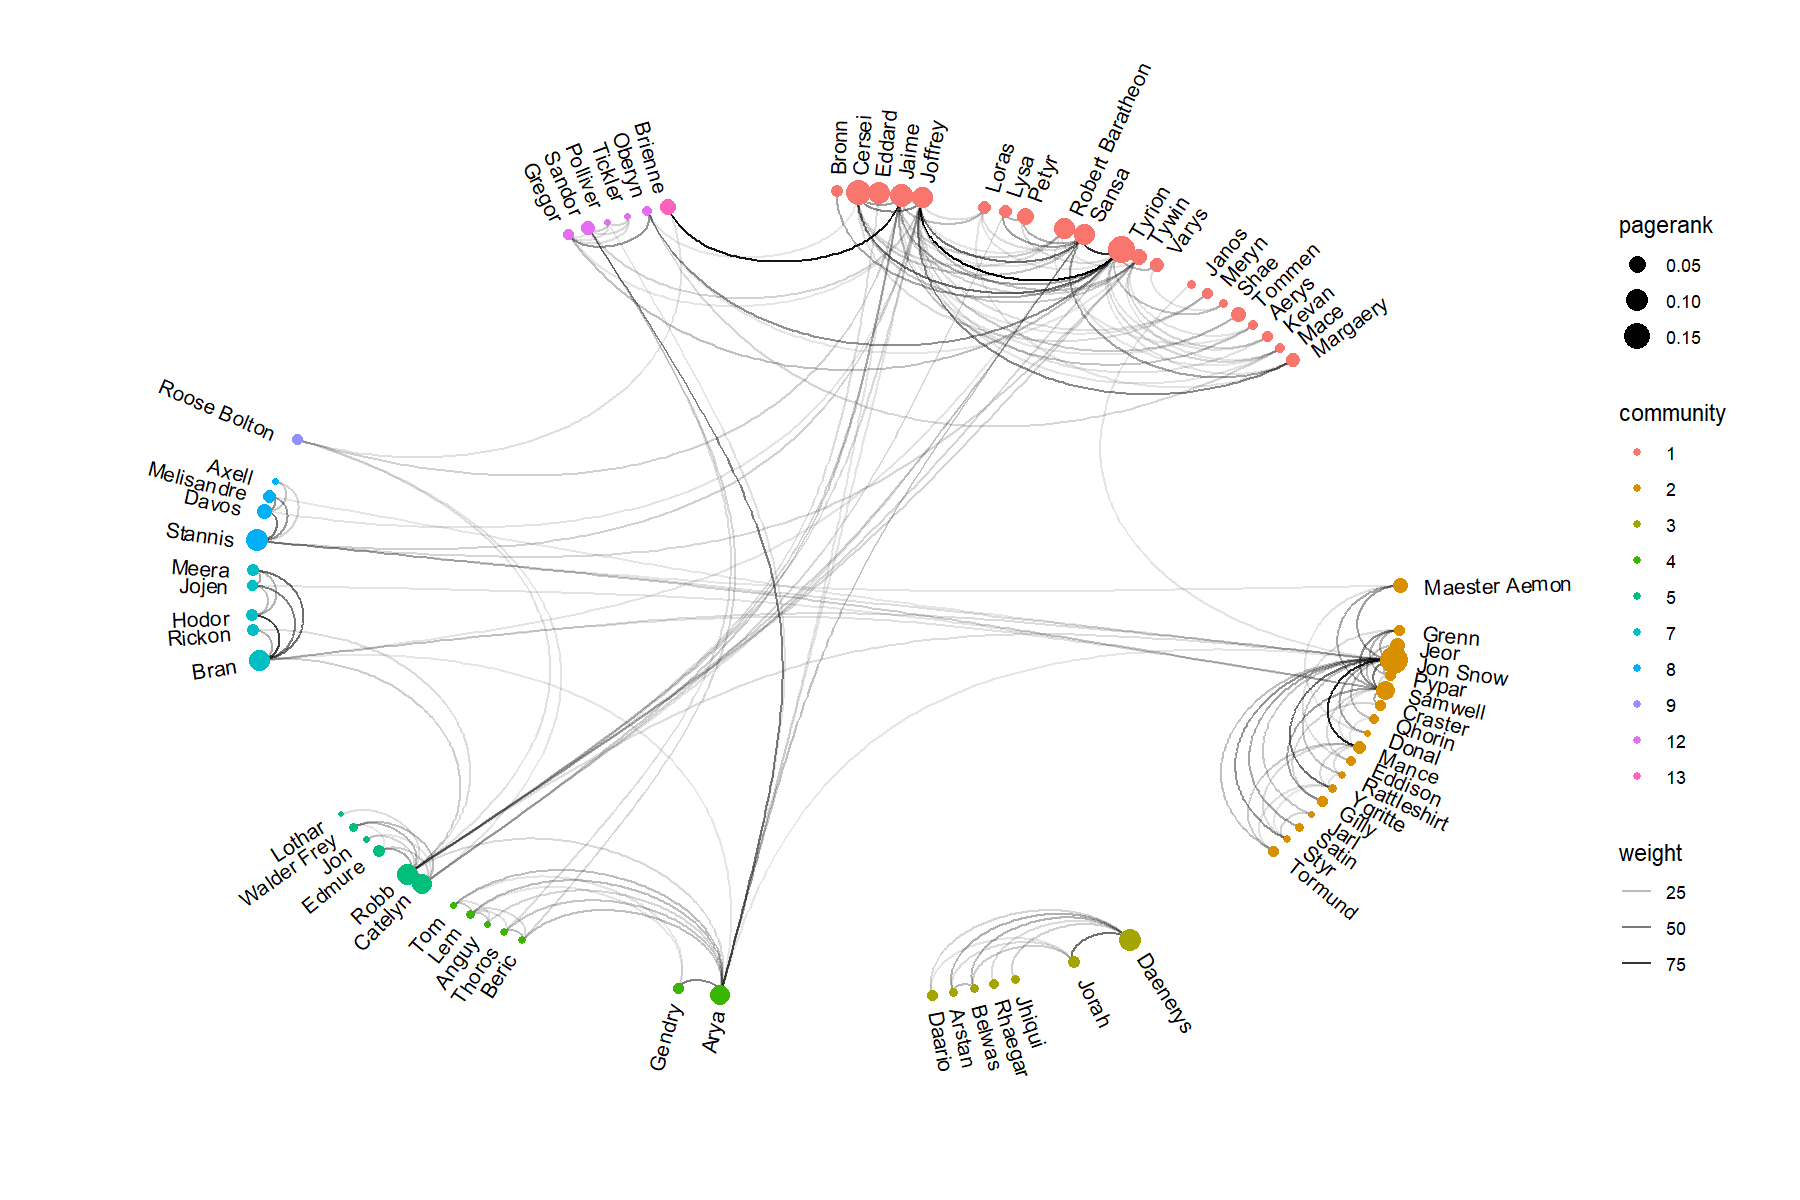 Gregor
Sandor
Polliver
Tickler
Oberyn
Brienne
Bronn
Cersei
Eddard
Jaime
Joffrey
Loras
Lysa
Petyr
Robert Baratheon
Sansa
Tyrion
Tywin
Varys
Janos
Meryn
Shae
Tommen
Aerys
Kevan
Mace
Margaery
Maester Aemon
Grenn
Jeor
Jon Snow
Pypar
Samwell
Craster
Qhorin
Donal
Mance
Eddison
Rattleshirt
Ygritte
Gilly
Jarl
Satin
Styr
Tormund
Daenerys
Jorah
Jhiqui
Rhaegar
Belwas
Arstan
Daario
Arya
Gendry
Beric
Thoros
Anguy
Lem
Tom
Catelyn
Robb
Edmure
Jon
Walder Frey
Lothar
Bran
Rickon
Hodor
Jojen
Meera
Stannis
Davos
Melisandre
Axell
Roose Bolton
pagerank
0.05
0.10
0.15
community
1
2
3
4
5
7
8
9
12
13
weight
25
50
75